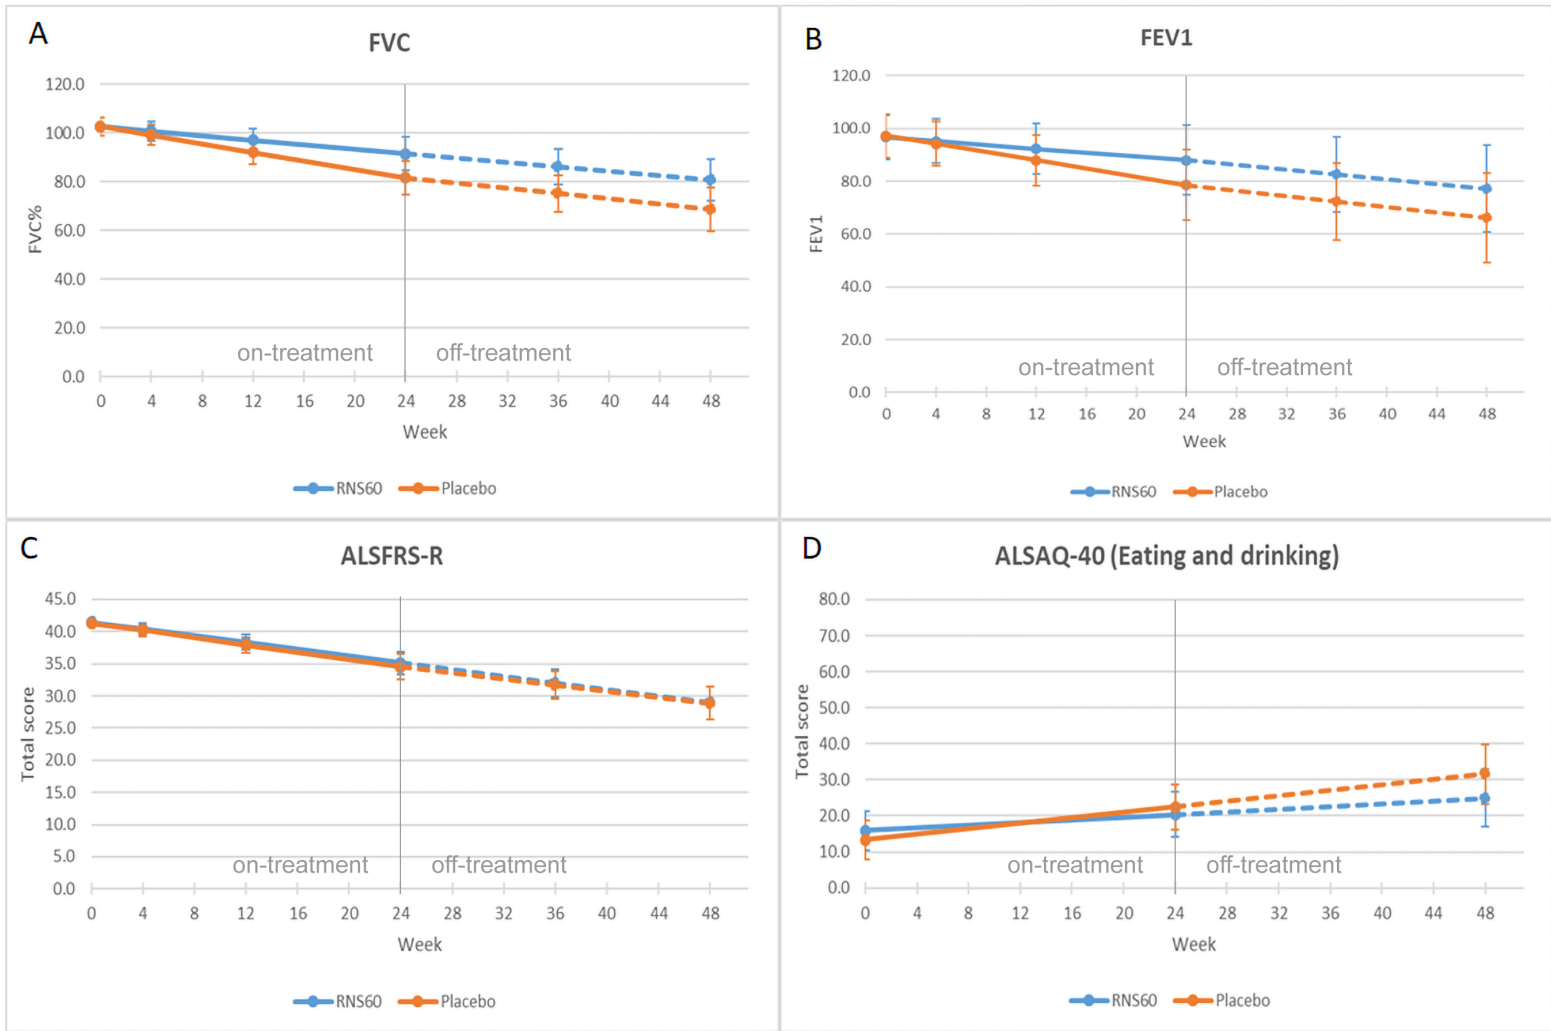 A
FVC
120.0
100.0
80.0
60.0
40.0
20.0
0.0
FVC%
on-treatment off-treatment
0 4 8 12 16 20 24 28 32 36 40 44 48
Week
RNS60 Placebo
B
FEV1
120.0
100.0
80.0
60.0
40.0
20.0
0.0
FEV1
on-treatment off-treatment
0 4 8 12 16 20 24 28 32 36 40 44 48
Week
RNS60 Placebo
C
ALSFRS-R
45.0
40.0
35.0
30.0
25.0
20.0
15.0
10.0
5.0
0.0
Total score
on-treatment off-treatment
0 4 8 12 16 20 24 28 32 36 40 44 48
Week
RNS60 Placebo
D
ALSAQ-40 (Eating and drinking)
80.0
70.0
60.0
50.0
40.0
30.0
20.0
10.0
0.0
Total score
on-treatment off-treatment
0 4 8 12 16 20 24 28 32 36 40 44 48
Week
RNS60 Placebo